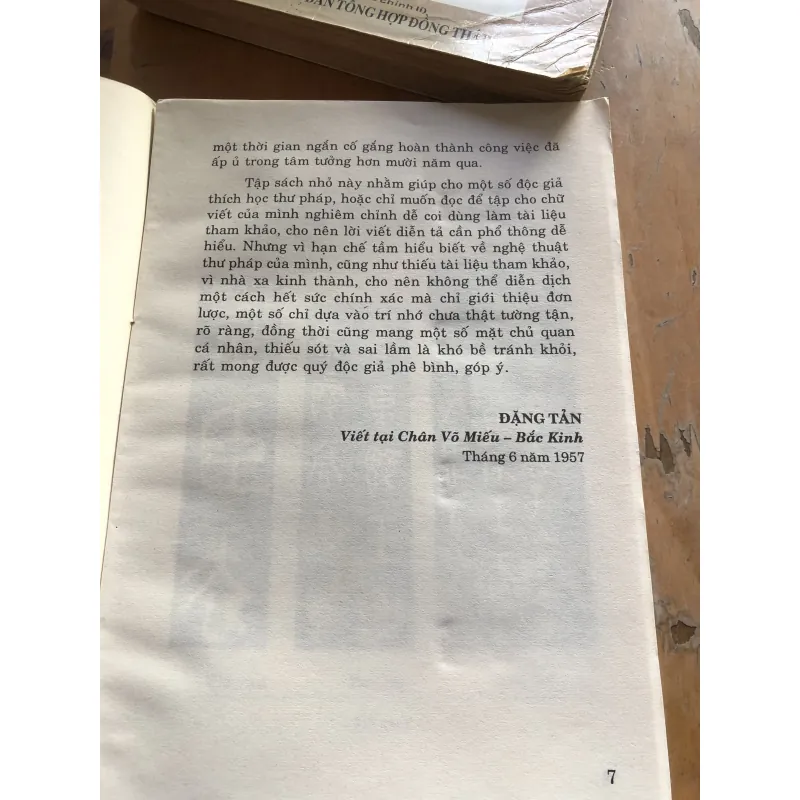 BẢN TỔNG HỢP ĐỒNG THÁP
một thời gian ngắn cố gắng hoàn thành công việc đã
ấp ủ trong tâm tưởng hơn mười năm qua.
Tập sách nhỏ này nhằm giúp cho một số độc giả
thích học thư pháp, hoặc chỉ muốn đọc để tập cho chữ
viết của mình nghiêm chỉnh dễ coi dùng làm tài liệu
tham khảo, cho nên lời viết diễn tả cần phổ thông dễ
hiểu. Nhưng vì hạn chế tầm hiểu biết về nghệ thuật
thư pháp của mình, cũng như thiếu tài liệu tham khảo,
vì nhà xa kinh thành, cho nên không thể diễn dịch
một cách hết sức chính xác mà chỉ giới thiệu đơn
lược, một số chỉ dựa vào trí nhớ chưa thật tường tận,
rõ ràng, đồng thời cũng mang một số mặt chủ quan
cá nhân, thiếu sót và sai lầm là khó bề tránh khỏi,
rất mong được quý độc giả phê bình, góp ý.
ĐẶNG TẢN
Viết tại Chân Võ Miếu – Bắc Kinh
Tháng 6 năm 1957
7